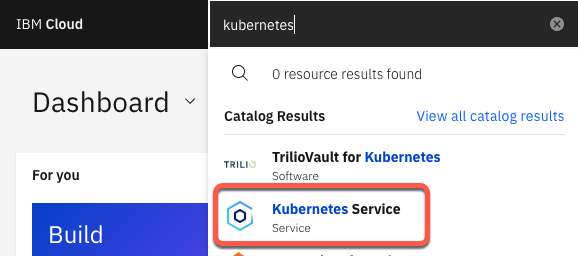 IBM Cloud
kubernetes
0 resource results found
Dashboard
Catalog Results
View all catalog results
For you
TRILIO
TrilioVault for Kubernetes
Software
Kubernetes Service
Service
Build